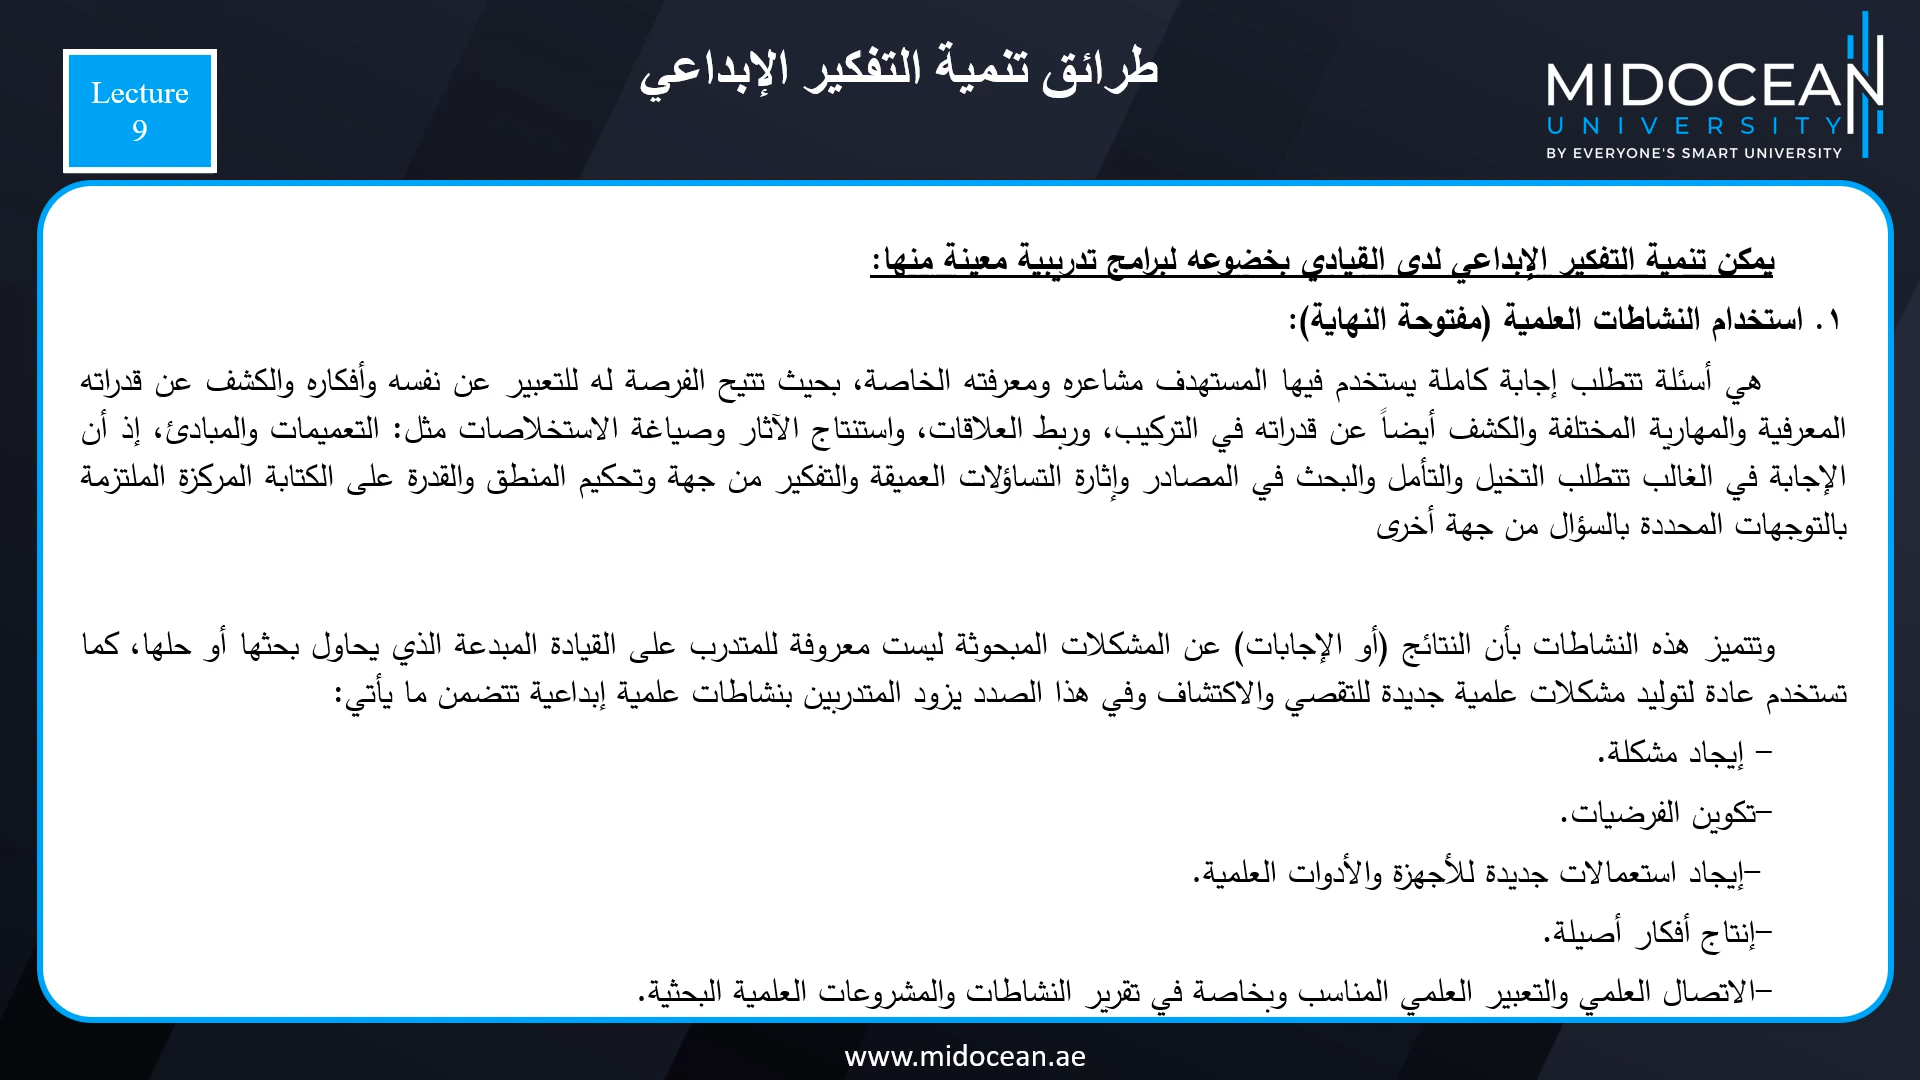 Lecture
9
طرائق تنمية التفكير الإبداعي
MIDOCEAN
UNIVERSITY
BY EVERYONE'S SMART UNIVERSITY
يمكن تنمية التفكير الإبداعي لدى القيادي بخضوعه لبرامج تدريبية معينة منها:
١. استخدام النشاطات العلمية (مفتوحة النهاية):
هي أسئلة تتطلب إجابة كاملة يستخدم فيها المستهدف مشاعره ومعرفته الخاصة، بحيث تتيح الفرصة له للتعبير عن نفسه وأفكاره والكشف عن قدراته
المعرفية والمهارية المختلفة والكشف أيضاً عن قدراته في التركيب، وربط العلاقات، واستنتاج الآثار وصياغة الاستخلاصات مثل: التعميمات والمبادئ، إذ أن
الإجابة في الغالب تتطلب التخيل والتأمل والبحث في المصادر وإثارة التساؤلات العميقة والتفكير من جهة وتحكيم المنطق والقدرة على الكتابة المركزة الملتزمة
بالتوجهات المحددة بالسؤال من جهة أخرى
وتتميز هذه النشاطات بأن النتائج (أو الإجابات) عن المشكلات المبحوثة ليست معروفة للمتدرب على القيادة المبدعة الذي يحاول بحثها أو حلها، كما
تستخدم عادة لتوليد مشكلات علمية جديدة للتقصي والاكتشاف وفي هذا الصدد يزود المتدربين بنشاطات علمية إبداعية تتضمن ما يأتي:
- إيجاد مشكلة.
-تكوين الفرضيات.
-إيجاد استعمالات جديدة للأجهزة والأدوات العلمية.
-إنتاج أفكار أصيلة.
-الاتصال العلمي والتعبير العلمي المناسب وبخاصة في تقرير النشاطات والمشروعات العلمية البحثية.
www.midocean.ae